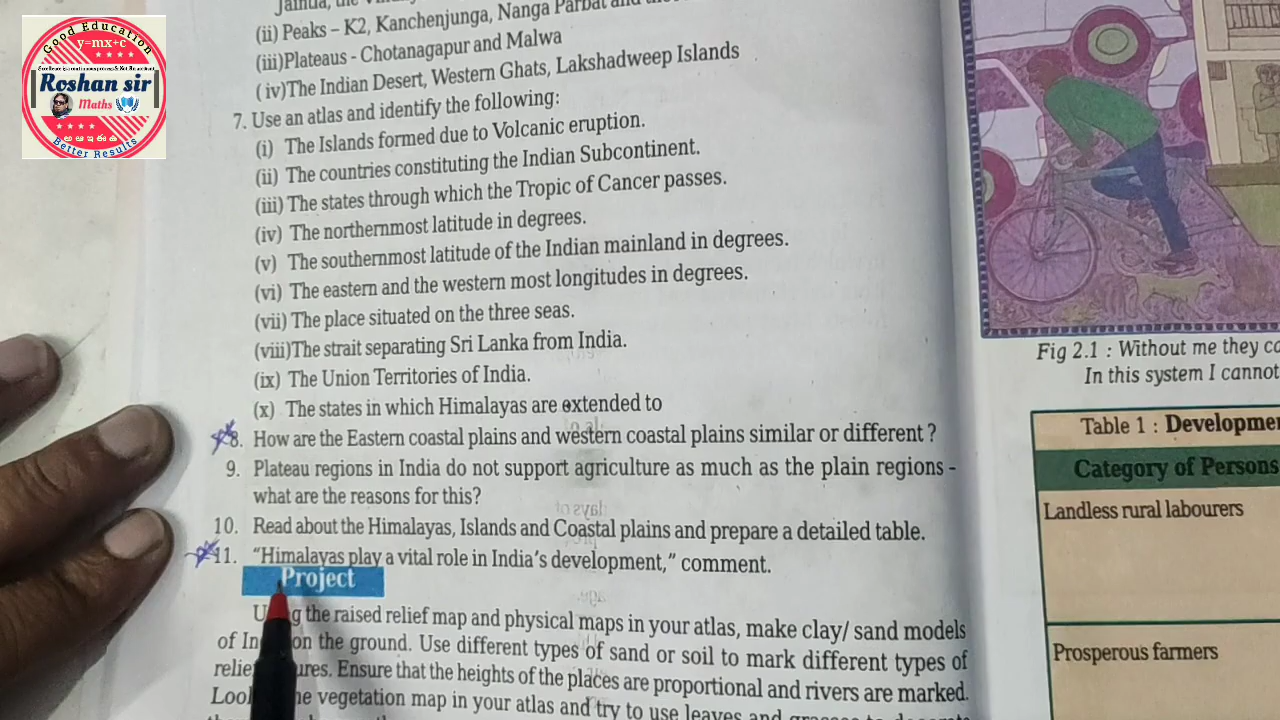 Good Education
y=mx+c
Roshan sir
Maths
Better Results
(ii) Peaks – K2, Kanchenjunga, Nanga Parbat and
(iii)Plateaus - Chotanagapur and Malwa
( iv)The Indian Desert, Western Ghats, Lakshadweep Islands
7. Use an atlas and identify the following:
(i) The Islands formed due to Volcanic eruption.
(ii) The countries constituting the Indian Subcontinent.
(iii) The states through which the Tropic of Cancer passes.
(iv) The northernmost latitude in degrees.
(v) The southernmost latitude of the Indian mainland in degrees.
(vi) The eastern and the western most longitudes in degrees.
(vii) The place situated on the three seas.
(viii)The strait separating Sri Lanka from India.
(ix) The Union Territories of India.
(x) The states in which Himalayas are extended to
8. How are the Eastern coastal plains and western coastal plains similar or different ?
9. Plateau regions in India do not support agriculture as much as the plain regions -
what are the reasons for this?
10. Read about the Himalayas, Islands and Coastal plains and prepare a detailed table.
11. “Himalayas play a vital role in India’s development,” comment.
Project
the raised relief map and physical maps in your atlas, make clay/ sand models
of on the ground. Use different types of sand or soil to mark different types of
Ensure that the heights of the places are proportional and rivers are marked.
vegetation map in your atlas and try to use leaves and
Fig 2.1 : Without me they
In this system I cannot
Table 1 :
Category of Persons
Landless rural labourers
Prosperous farmers